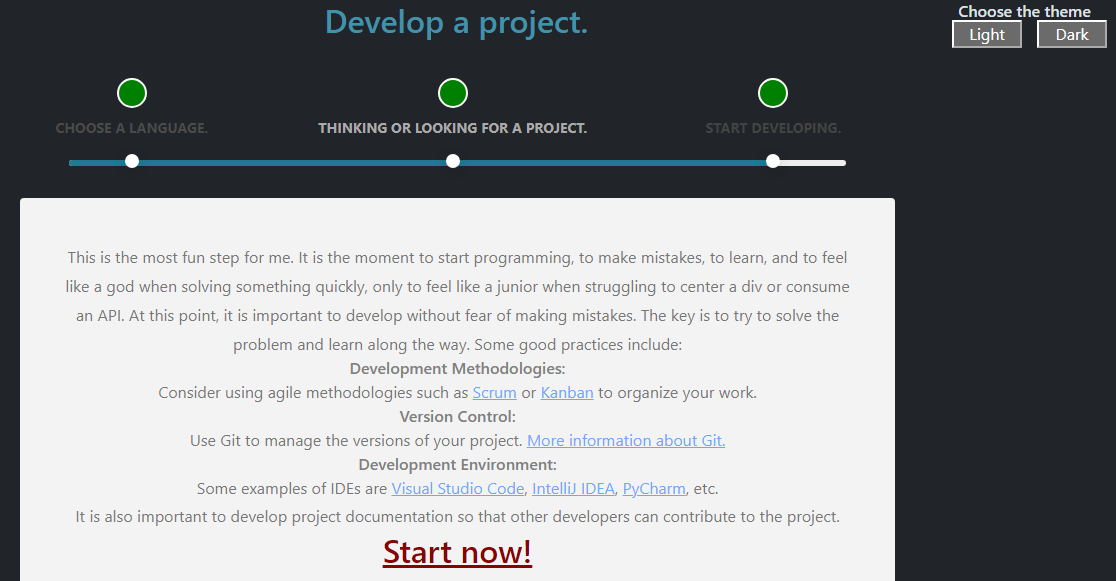 Develop a project.
Choose the theme
Light Dark
CHOOSE A LANGUAGE. THINKING OR LOOKING FOR A PROJECT. START DEVELOPING.
This is the most fun step for me. It is the moment to start programming, to make mistakes, to learn, and to feel
like a god when solving something quickly, only to feel like a junior when struggling to center a div or consume
an API. At this point, it is important to develop without fear of making mistakes. The key is to try to solve the
problem and learn along the way. Some good practices include:
Development Methodologies:
Consider using agile methodologies such as Scrum or Kanban to organize your work.
Version Control:
Use Git to manage the versions of your project. More information about Git.
Development Environment:
Some examples of IDEs are Visual Studio Code, IntelliJ IDEA, PyCharm, etc.
It is also important to develop project documentation so that other developers can contribute to the project.
Start now!